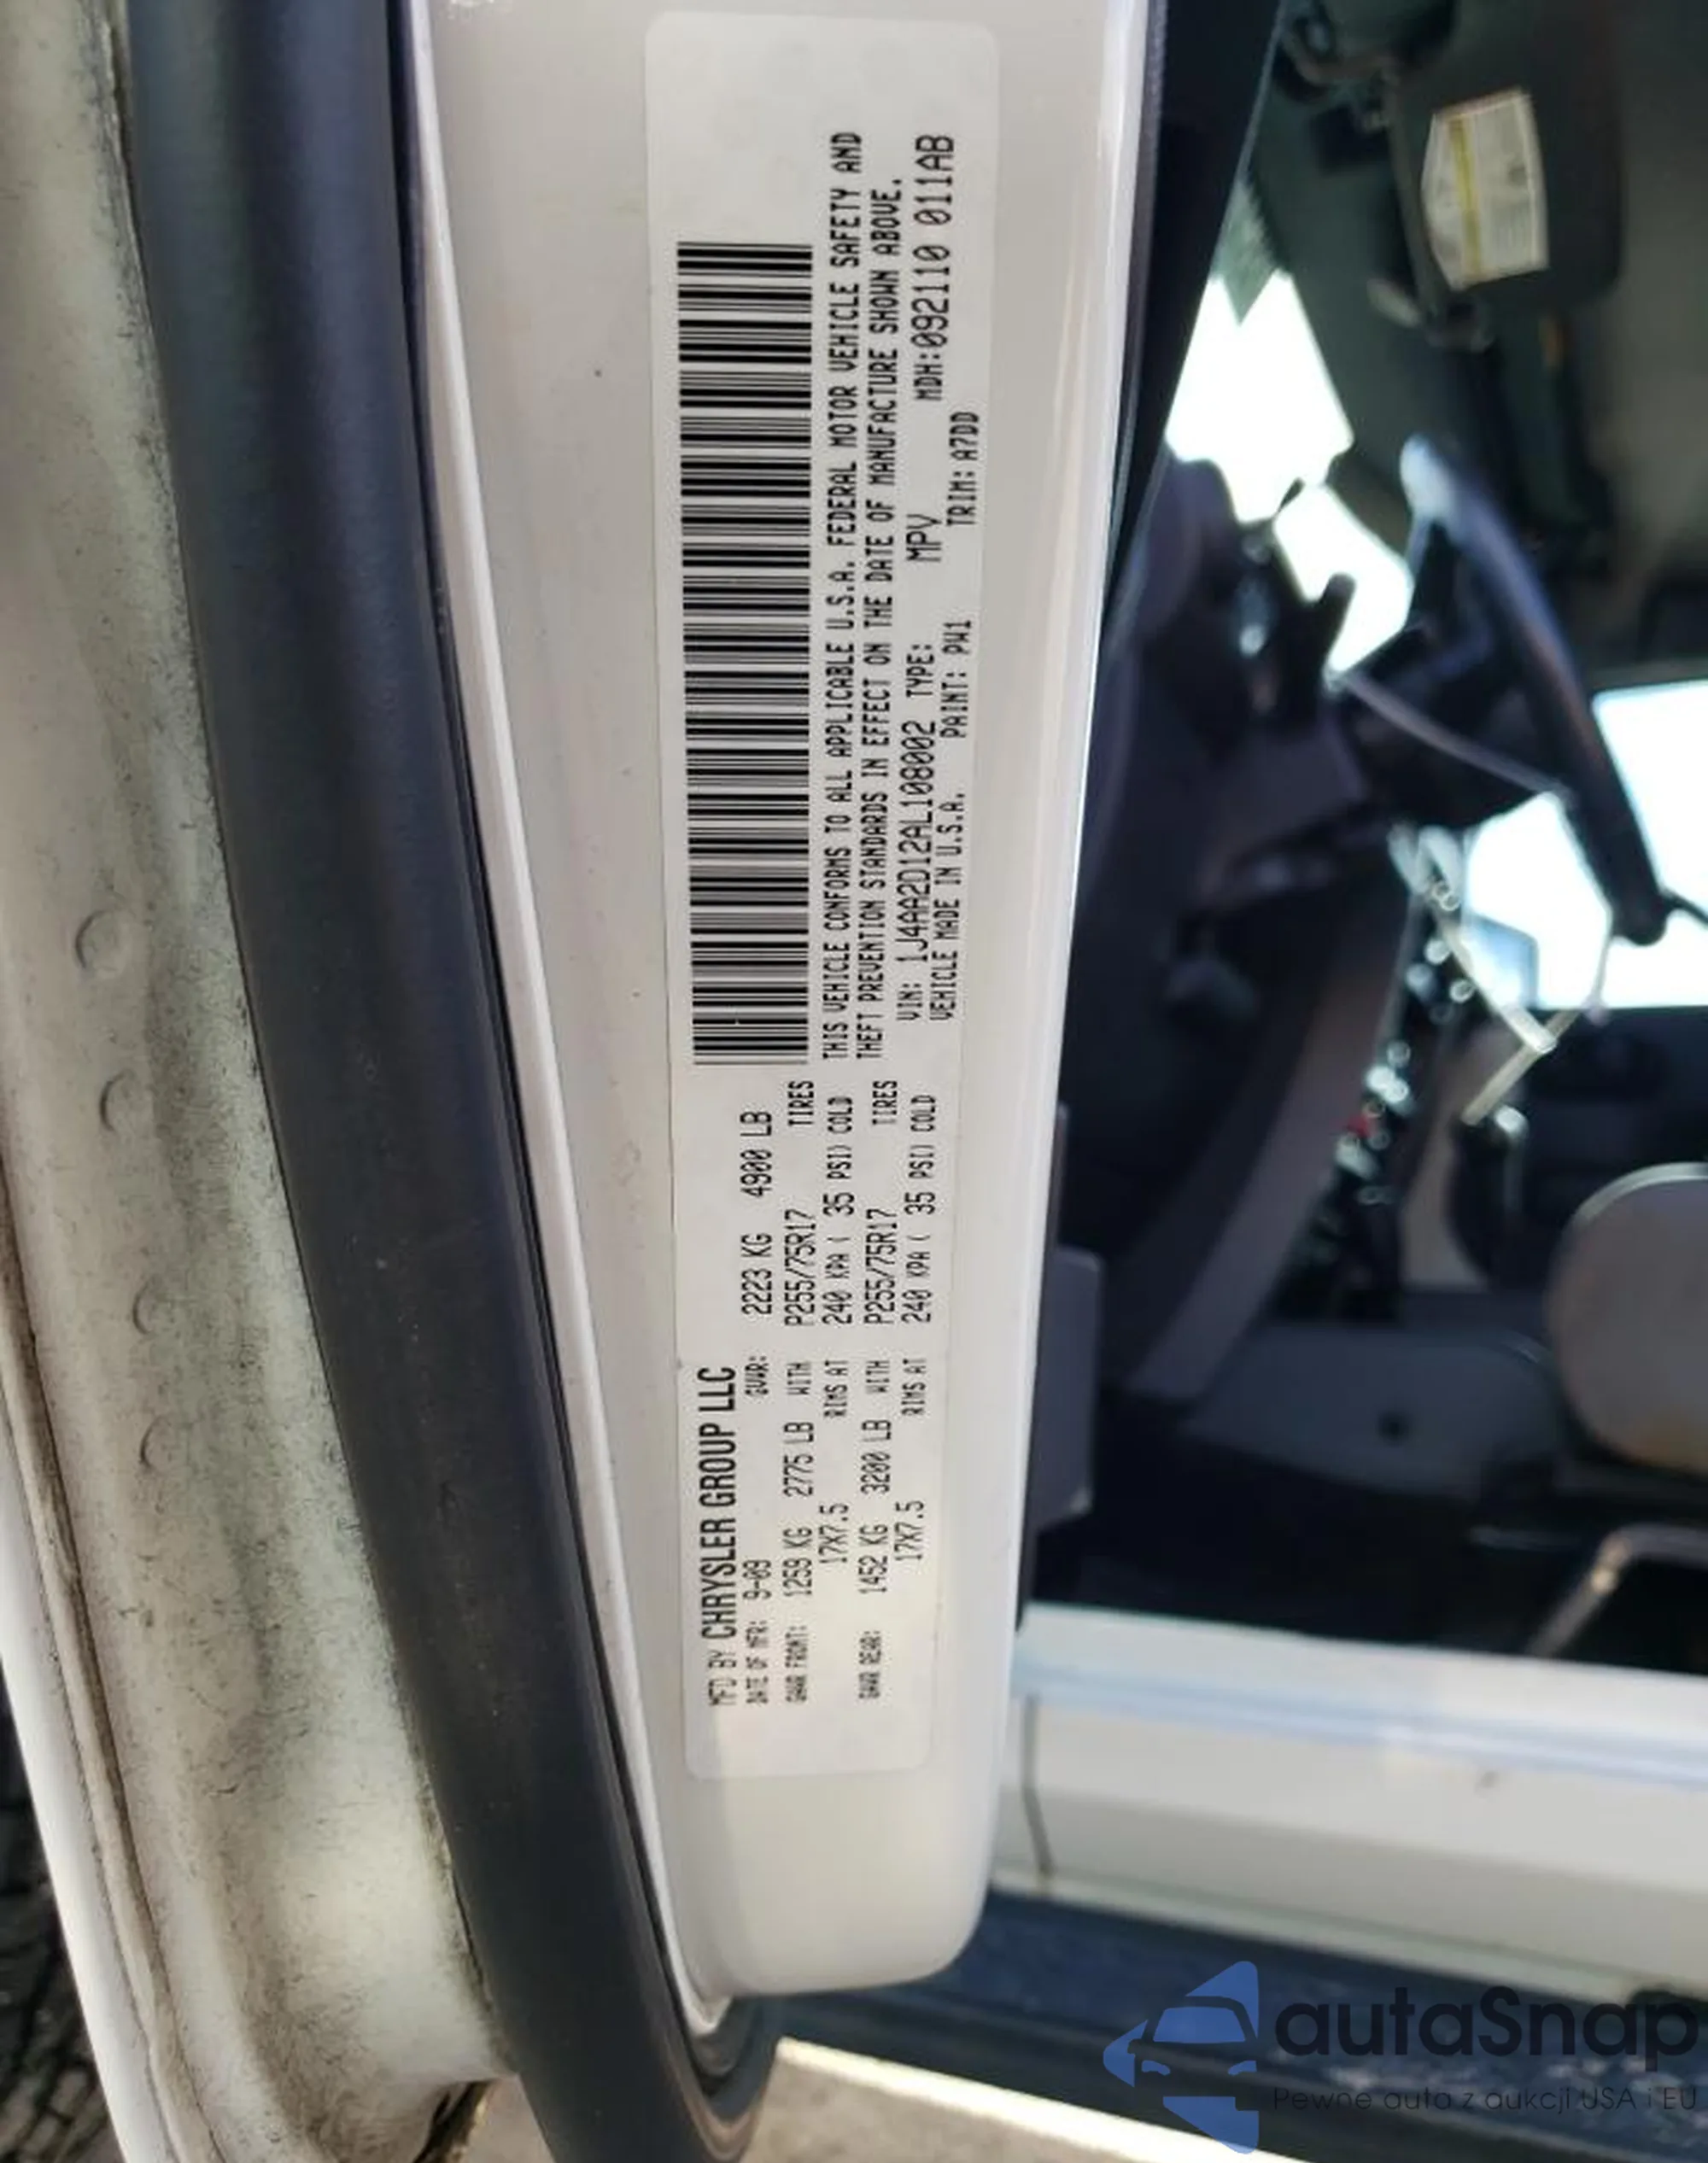 MFD BY CHRYSLER GROUP LLC
DATE OF MFR: 9-09 GVWR: 2223 KG 4900 LB
GAWR FRONT: 1259 KG 2775 LB WITH P255/75R17 TIRES
17X7.5 RIMS AT 240 KPA ( 35 PSI) COLD
GAWR REAR: 1452 KG 3200 LB WITH P255/75R17 TIRES
17X7.5 RIMS AT 240 KPA ( 35 PSI) COLD
THIS VEHICLE CONFORMS TO ALL APPLICABLE U.S.A. FEDERAL MOTOR VEHICLE SAFETY AND
THEFT PREVENTION STANDARDS IN EFFECT ON THE DATE OF MANUFACTURE SHOWN ABOVE.
VIN: 1J4AA2D12AL108002 TYPE: MPV MDH:092110 011AB
VEHICLE MADE IN U.S.A. PAINT: PW1 TRIM: A7DD
autaSnap
Pewne auta z aukcji USA i EU